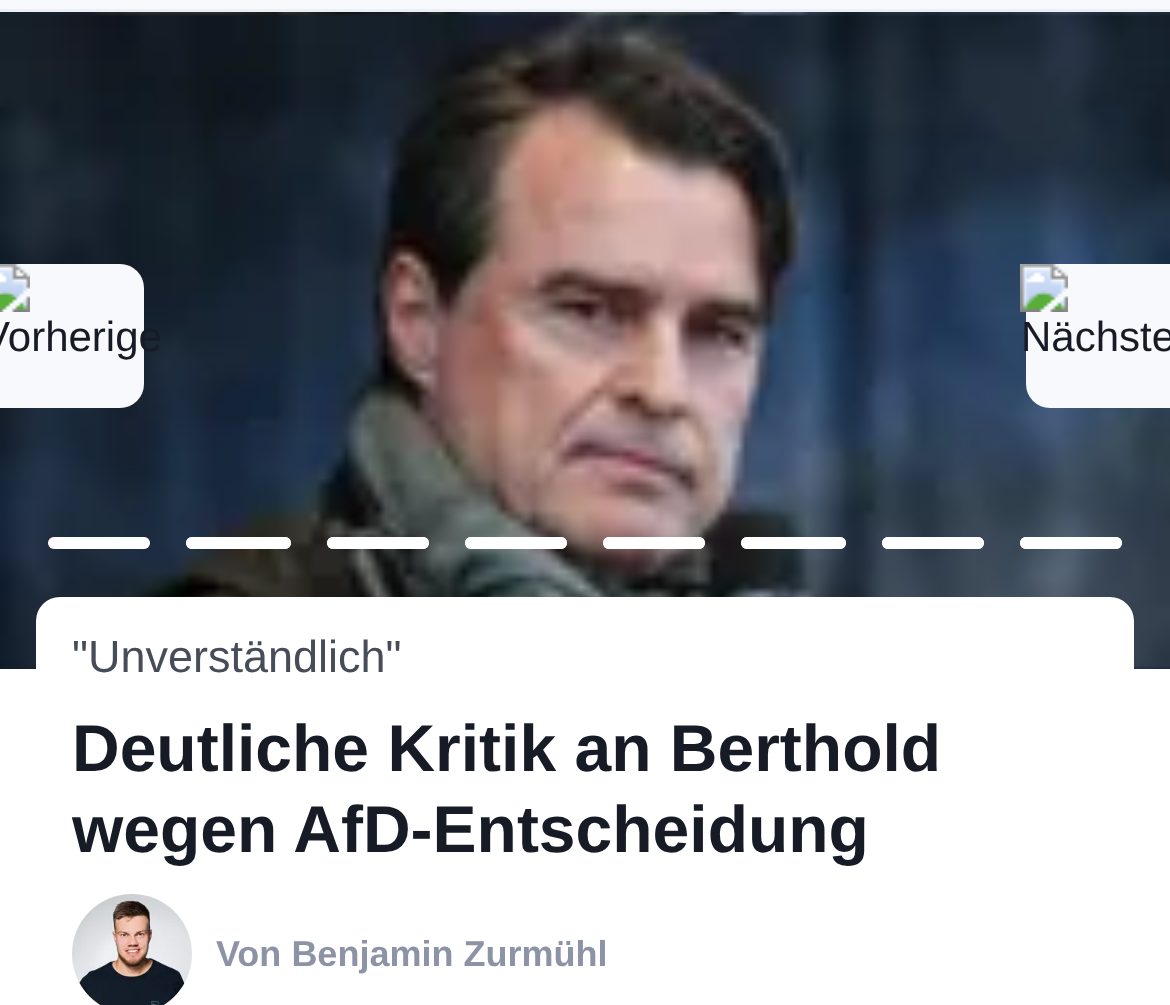 Vorherige
Nächste
"Unverständlich"
Deutliche Kritik an Berthold
wegen AfD-Entscheidung
Von Benjamin Zurmühl